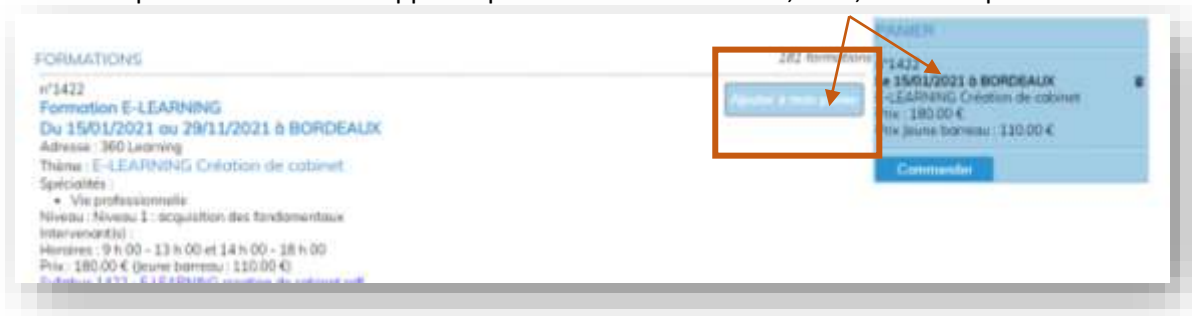 FORMATIONS
181 formations
n°1422
Formation E-LEARNING
Du 15/01/2021 au 29/11/2021 à BORDEAUX
Adresse : 360 Learning
Thème : E-LEARNING Création de cabinet
Spécialités :
• Vie professionnelle
Niveau : Niveau 1 : acquisition des fondamentaux
Intervenant(s) :
Horaires : 9 h 00 - 13 h 00 et 14 h 00 - 18 h 00
Prix : 180.00 € (jeune barreau : 110.00 €)
Ajouter à mon
PANIER
n°1422
Le 15/01/2021 à BORDEAUX
E-LEARNING Création de cabinet
Prix : 180.00 €
Prix jeune barreau : 110.00 €
Commander